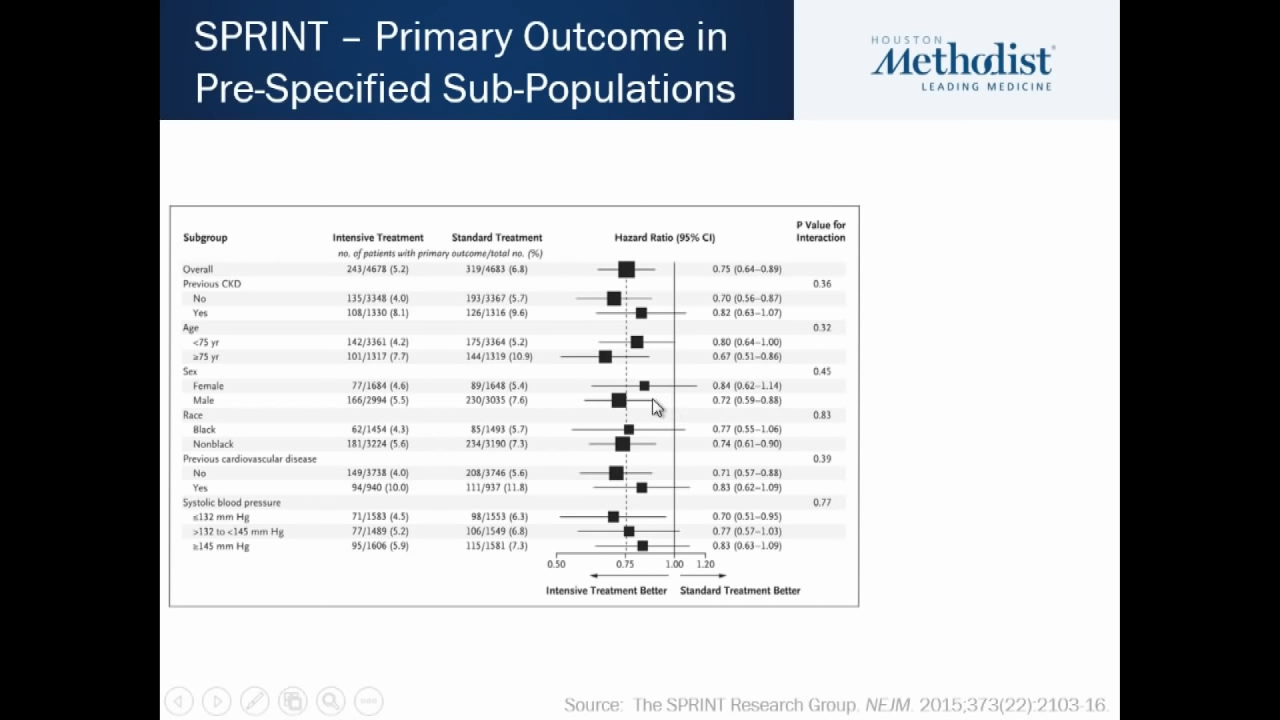 SPRINT – Primary Outcome in
Pre-Specified Sub-Populations
HOUSTON
Methodist
LEADING MEDICINE
Subgroup Intensive Treatment Standard Treatment Hazard Ratio (95% CI) P Value for Interaction
no. of patients with primary outcome/total no. (%)
Overall 243/4678 (5.2) 319/4683 (6.8) 0.75 (0.64–0.89)
Previous CKD 0.36
No 135/3348 (4.0) 193/3367 (5.7) 0.70 (0.56–0.87)
Yes 108/1330 (8.1) 126/1316 (9.6) 0.82 (0.63–1.07)
Age 0.32
<75 yr 142/3361 (4.2) 175/3364 (5.2) 0.80 (0.64–1.00)
≥75 yr 101/1317 (7.7) 144/1319 (10.9) 0.67 (0.51–0.86)
Sex 0.45
Female 77/1684 (4.6) 89/1648 (5.4) 0.84 (0.62–1.14)
Male 166/2994 (5.5) 230/3035 (7.6) 0.72 (0.59–0.88)
Race 0.83
Black 62/1454 (4.3) 85/1493 (5.7) 0.77 (0.55–1.06)
Nonblack 181/3224 (5.6) 234/3190 (7.3) 0.74 (0.61–0.90)
Previous cardiovascular disease 0.39
No 149/3738 (4.0) 208/3746 (5.6) 0.71 (0.57–0.88)
Yes 94/940 (10.0) 111/937 (11.8) 0.83 (0.62–1.09)
Systolic blood pressure 0.77
≤132 mm Hg 71/1583 (4.5) 98/1553 (6.3) 0.70 (0.51–0.95)
>132 to <145 mm Hg 77/1489 (5.2) 106/1549 (6.8) 0.77 (0.57–1.03)
≥145 mm Hg 95/1606 (5.9) 115/1581 (7.3) 0.83 (0.63–1.09)
0.50 0.75 1.00 1.20
Intensive Treatment Better Standard Treatment Better
Source: The SPRINT Research Group. NEJM. 2015;373(22):2103-16.